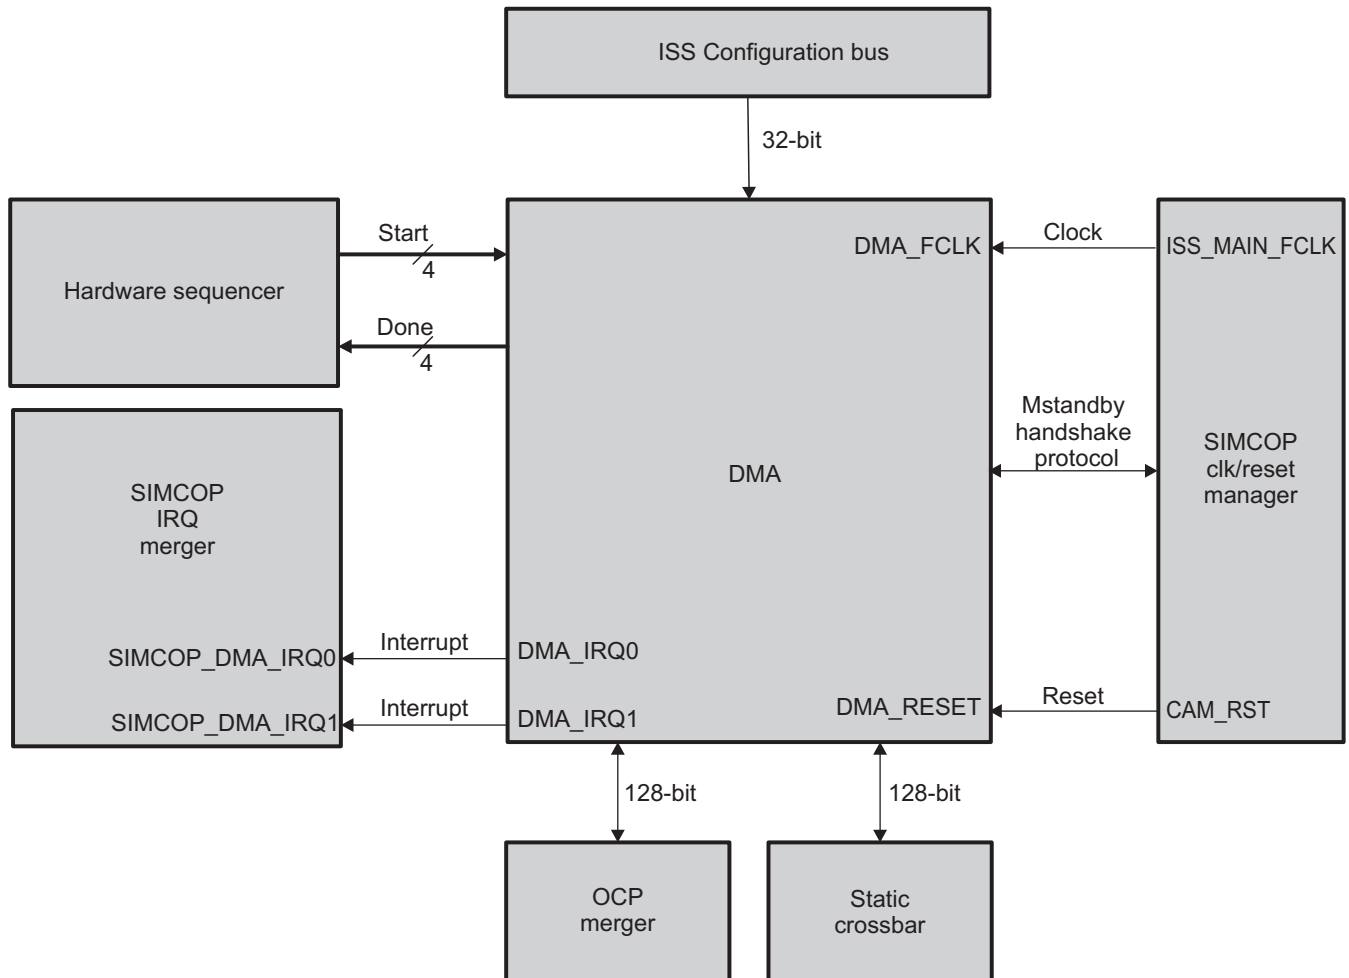 ISS Configuration bus
32-bit
Start
4
Hardware sequencer
Done
4
DMA_FCLK
Clock
ISS_MAIN_FCLK
Mstandby
handshake
protocol
DMA
SIMCOP
clk/reset
manager
SIMCOP
IRQ
merger
SIMCOP_DMA_IRQ0
Interrupt
DMA_IRQ0
SIMCOP_DMA_IRQ1
Interrupt
DMA_IRQ1
DMA_RESET
Reset
CAM_RST
128-bit
128-bit
OCP
merger
Static
crossbar